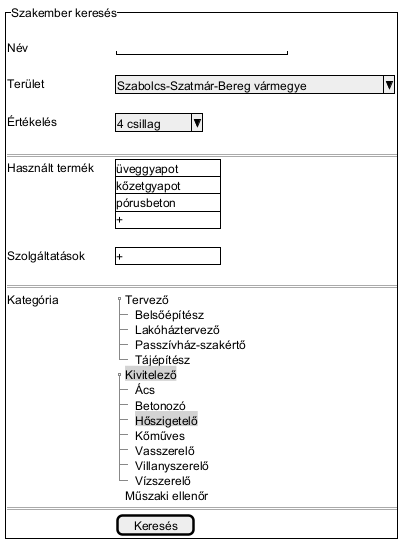 Szakember keresés
Név
Terület Szabolcs-Szatmár-Bereg vármegye
Értékelés 4 csillag
Használt termék üveggyapot
kőzetgyapot
pórusbeton
+
Szolgáltatások +
Kategória Tervező
Belsőépítész
Lakóháztervező
Passzívház-szakértő
Tájépítész
Kivitelező
Ács
Betonozó
Hőszigetelő
Kőműves
Vasszerelő
Villanyszerelő
Vízszerelő
Műszaki ellenőr
Keresés